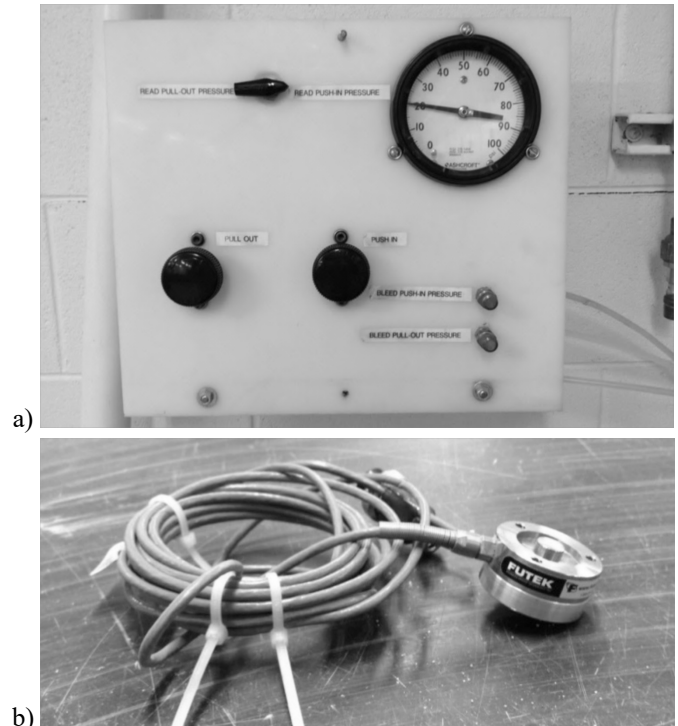 a)
READ PULL-OUT PRESSURE
READ PUSH-IN PRESSURE
0
10
20
30
40
50
60
70
80
90
100
ASHCROFT
PULL OUT
PUSH IN
BLEED PUSH-IN PRESSURE
BLEED PULL-OUT PRESSURE
b)
FUTEK